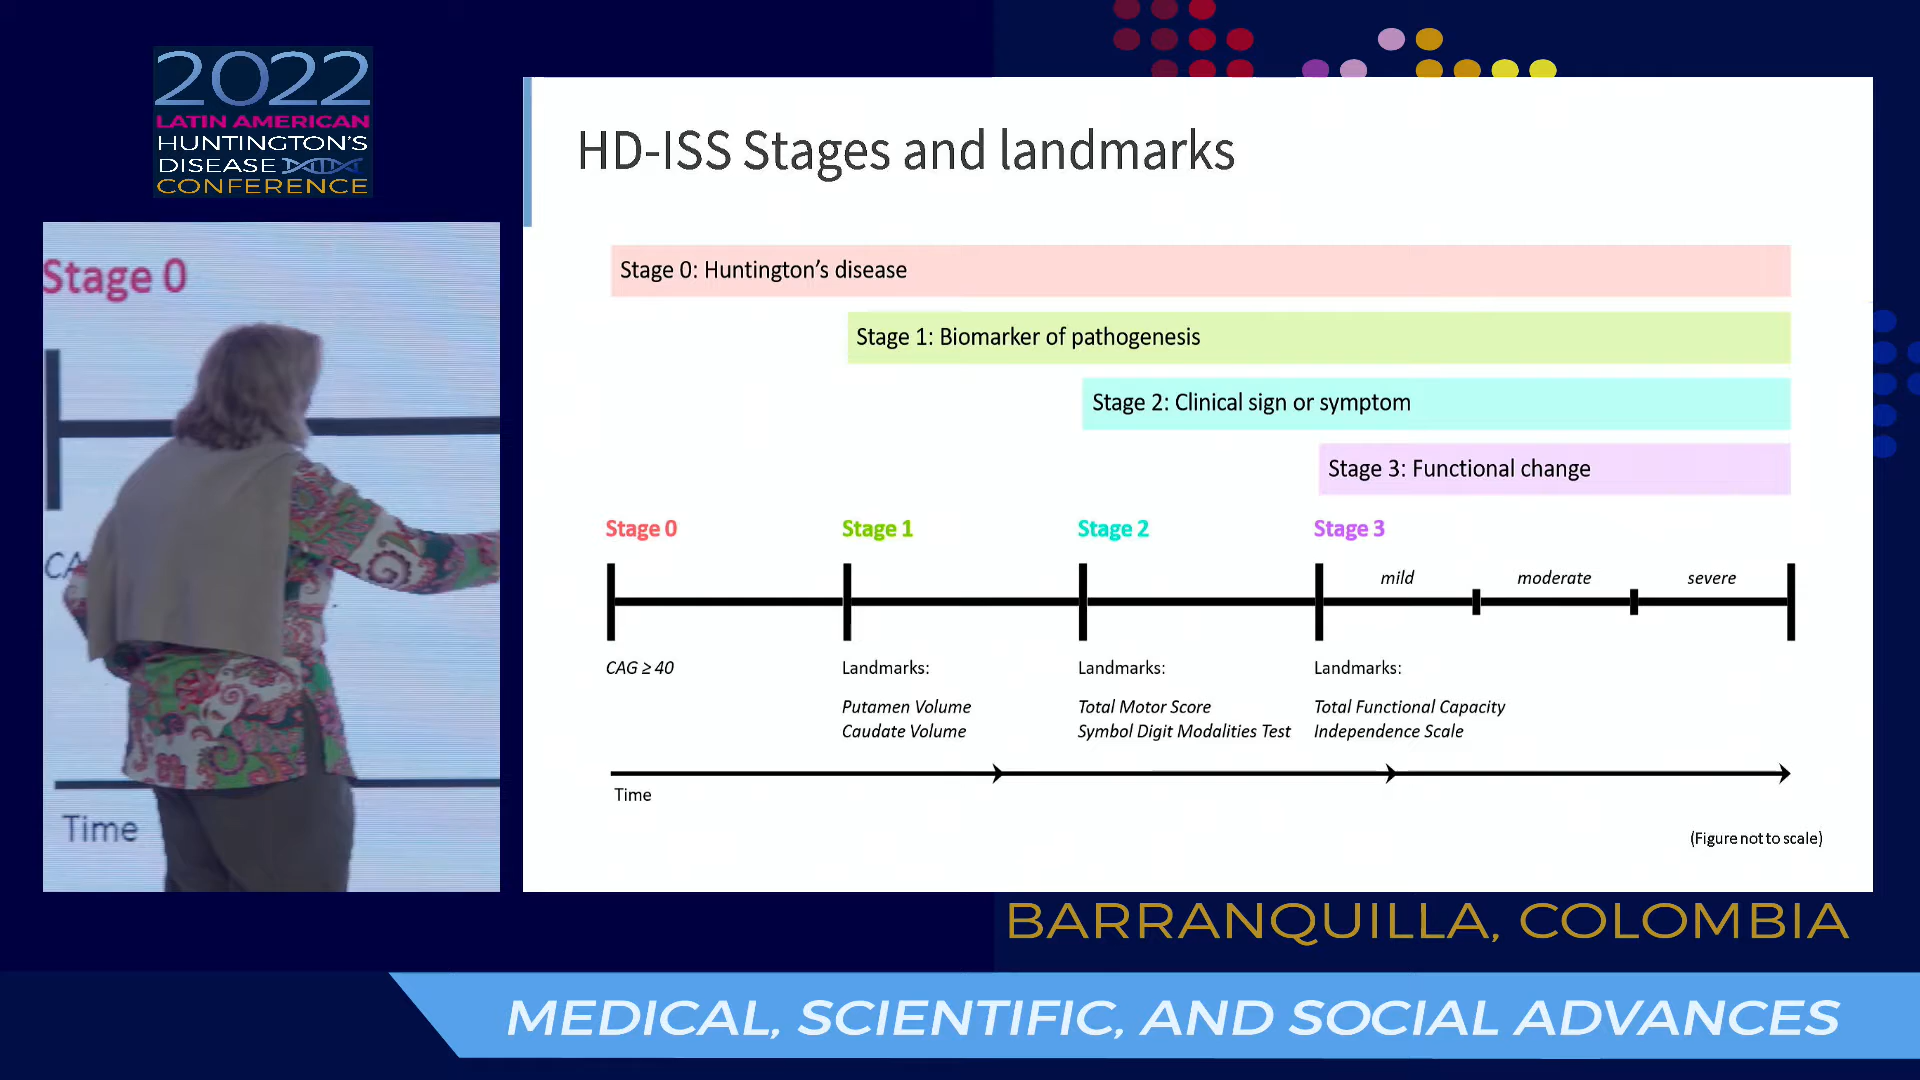 2022
LATIN AMERICAN
HUNTINGTON'S
DISEASE
CONFERENCE
Stage 0
CA
Time
HD-ISS Stages and landmarks
Stage 0: Huntington's disease
Stage 1: Biomarker of pathogenesis
Stage 2: Clinical sign or symptom
Stage 3: Functional change
Stage 0 Stage 1 Stage 2 Stage 3
mild moderate severe
CAG ≥ 40 Landmarks: Landmarks: Landmarks:
Putamen Volume Total Motor Score Total Functional Capacity
Caudate Volume Symbol Digit Modalities Test Independence Scale
Time
(Figure not to scale)
BARRANQUILLA, COLOMBIA
MEDICAL, SCIENTIFIC, AND SOCIAL ADVANCES